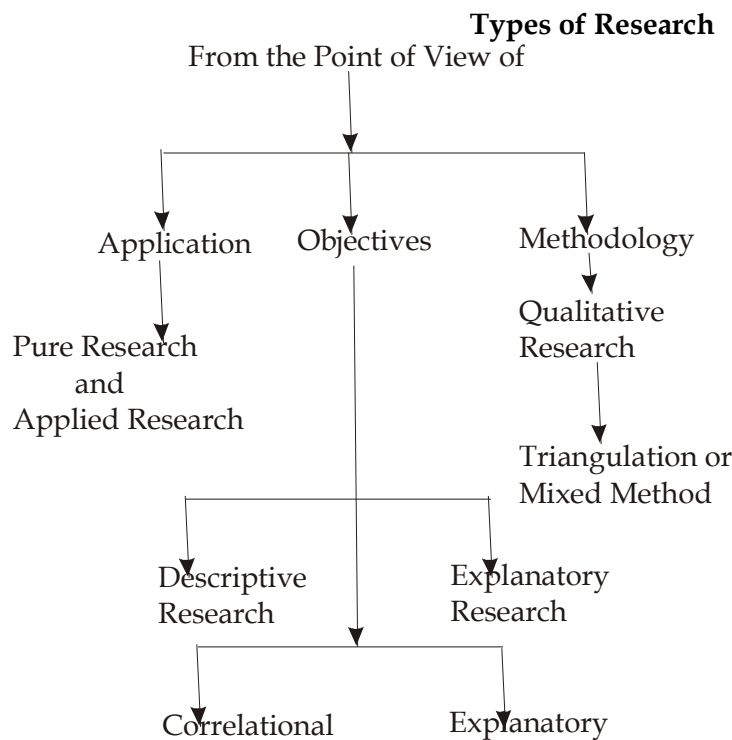 Types of Research
From the Point of View of
Application
Objectives
Methodology
Pure Research
and
Applied Research
Qualitative
Research
Triangulation or
Mixed Method
Descriptive
Research
Explanatory
Research
Correlational
Explanatory